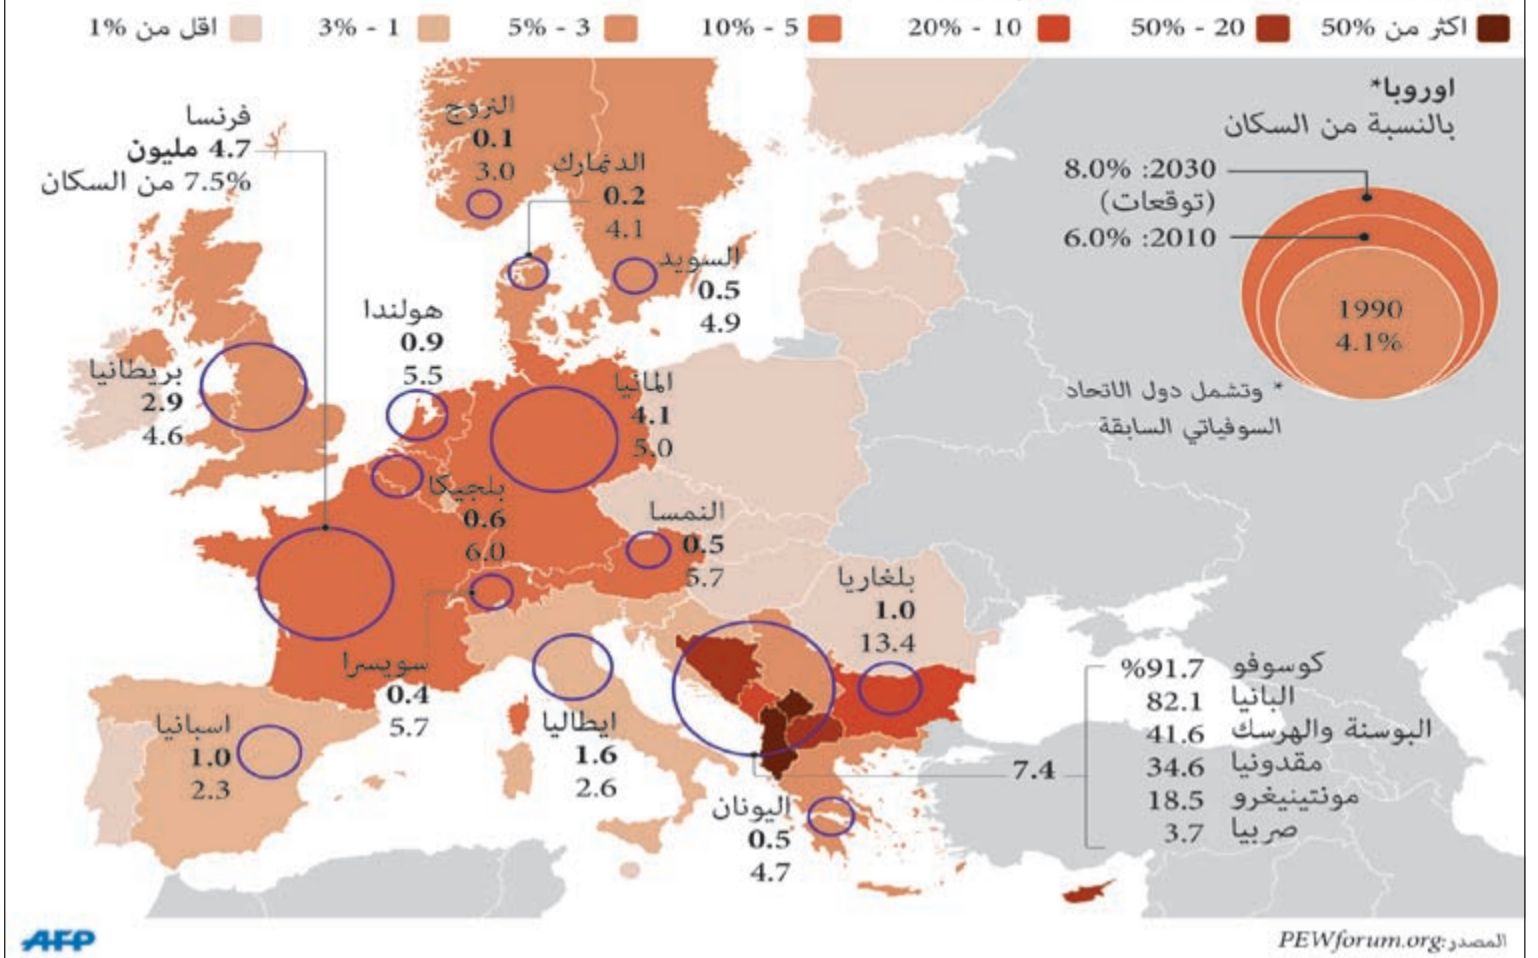 اكثر من %50
50% - 20
20% - 10
10% - 5
5% - 3
3% - 1
اقل من %1
اوروبا*
بالنسبة من السكان
2030: 8.0%
(توقعات)
2010: 6.0%
1990
4.1%
* وتشمل دول الاتحاد
السوفياتي السابقة
فرنسا
4.7 مليون
7.5% من السكان
النروج
0.1
3.0
الدنمارك
0.2
4.1
السويد
0.5
4.9
هولندا
0.9
5.5
بريطانيا
2.9
4.6
المانيا
4.1
5.0
بلجيكا
0.6
6.0
النمسا
0.5
5.7
بلغاريا
1.0
13.4
سويسرا
0.4
5.7
اسبانيا
1.0
2.3
ايطاليا
1.6
2.6
اليونان
0.5
4.7
7.4
كوسوفو %91.7
البانيا 82.1
البوسنة والهرسك 41.6
مقدونيا 34.6
مونتينيغرو 18.5
صربيا 3.7
AFP
المصدر: PEWforum.org